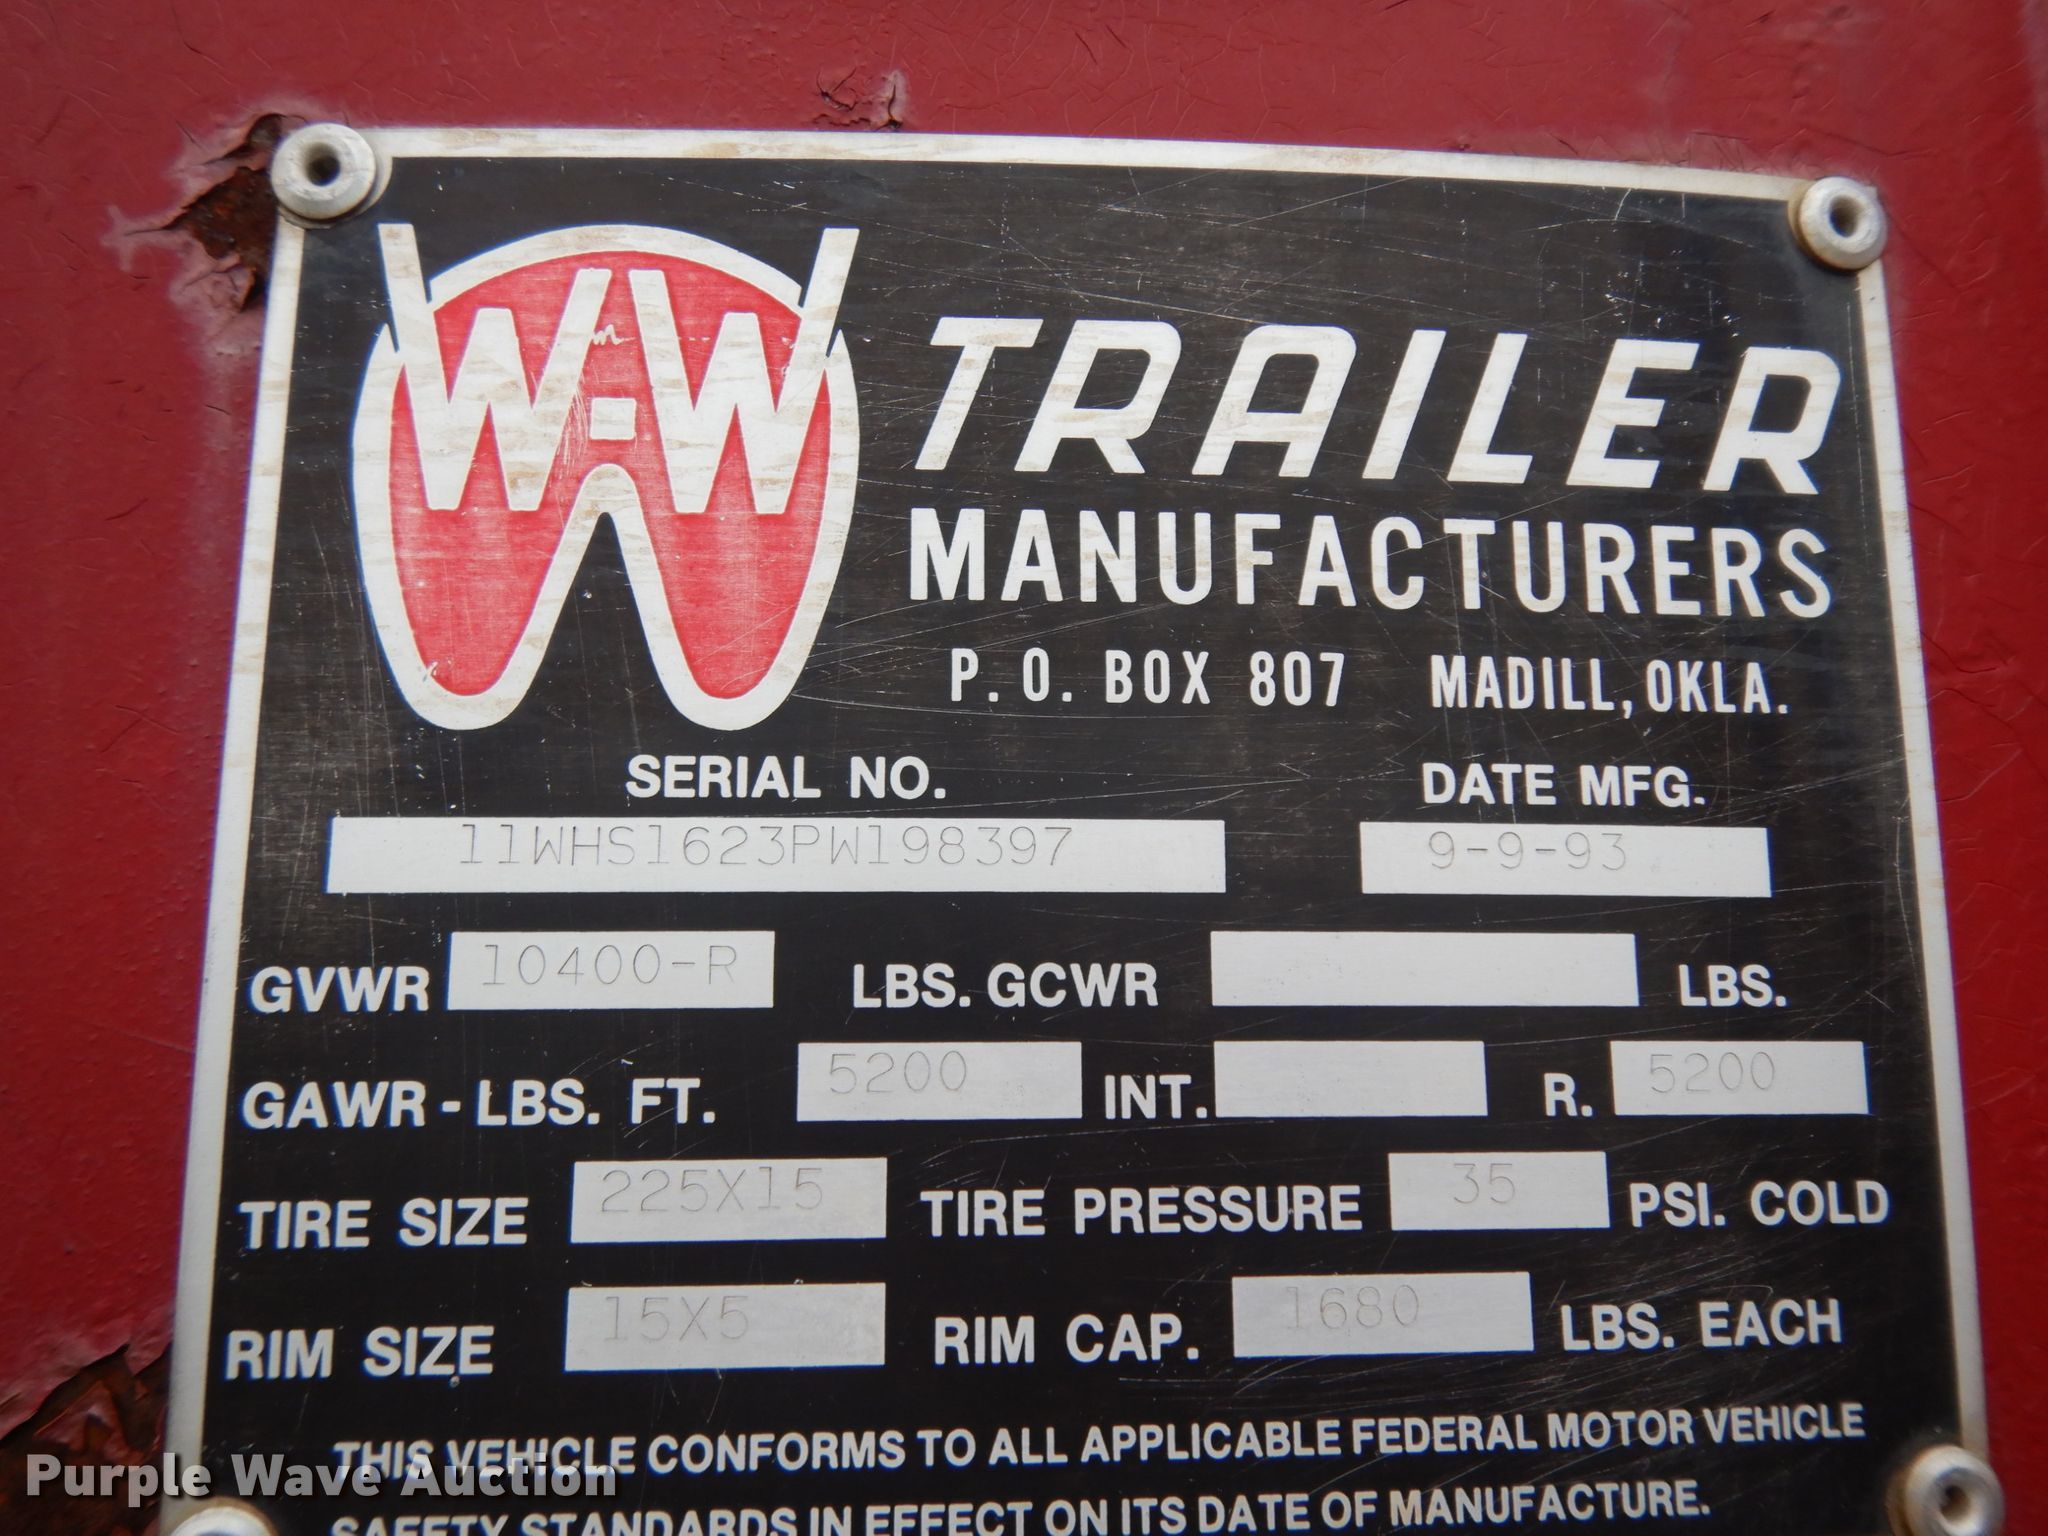 W-W TRAILER
MANUFACTURERS
P. O. BOX 807 MADILL, OKLA.
SERIAL NO. DATE MFG.
11WHS1623PW198397 9-9-93
GVWR 10400-R LBS. GCWR LBS.
GAWR - LBS. FT. 5200 INT. R. 5200
TIRE SIZE 225X15 TIRE PRESSURE 35 PSI. COLD
RIM SIZE 15X5 RIM CAP. 1680 LBS. EACH
THIS VEHICLE CONFORMS TO ALL APPLICABLE FEDERAL MOTOR VEHICLE
SAFETY STANDARDS IN EFFECT ON ITS DATE OF MANUFACTURE.
Purple Wave Auction